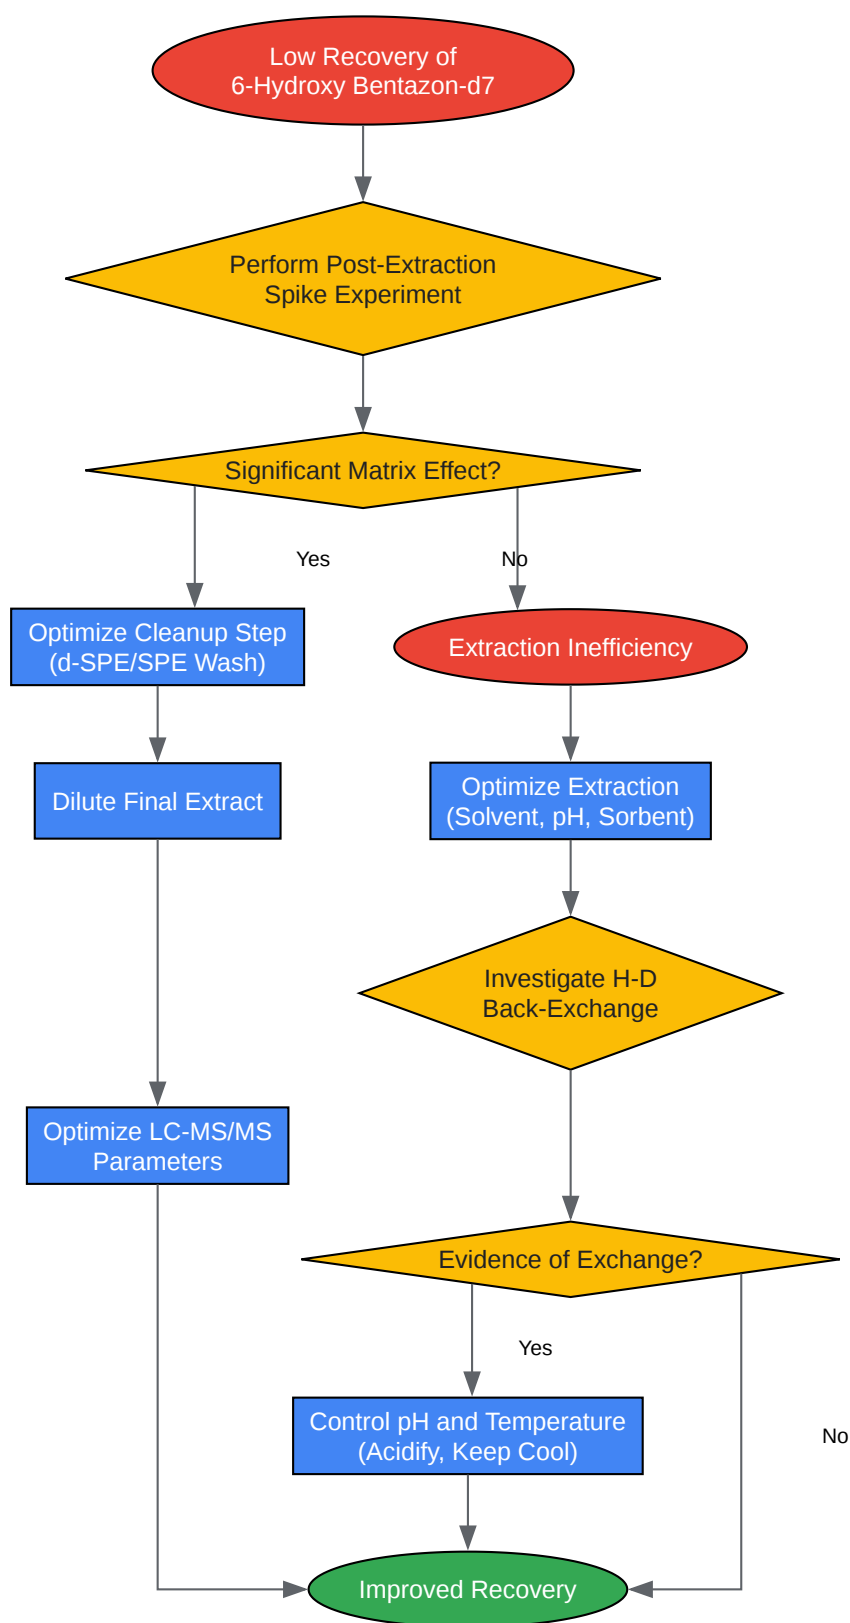 Low Recovery of
6-Hydroxy Bentazon-d7
Perform Post-Extraction
Spike Experiment
Significant Matrix Effect?
Yes
No
Optimize Cleanup Step
(d-SPE/SPE Wash)
Extraction Inefficiency
Dilute Final Extract
Optimize Extraction
(Solvent, pH, Sorbent)
Investigate H-D
Back-Exchange
Optimize LC-MS/MS
Parameters
Evidence of Exchange?
Yes
Control pH and Temperature
(Acidify, Keep Cool)
No
Improved Recovery